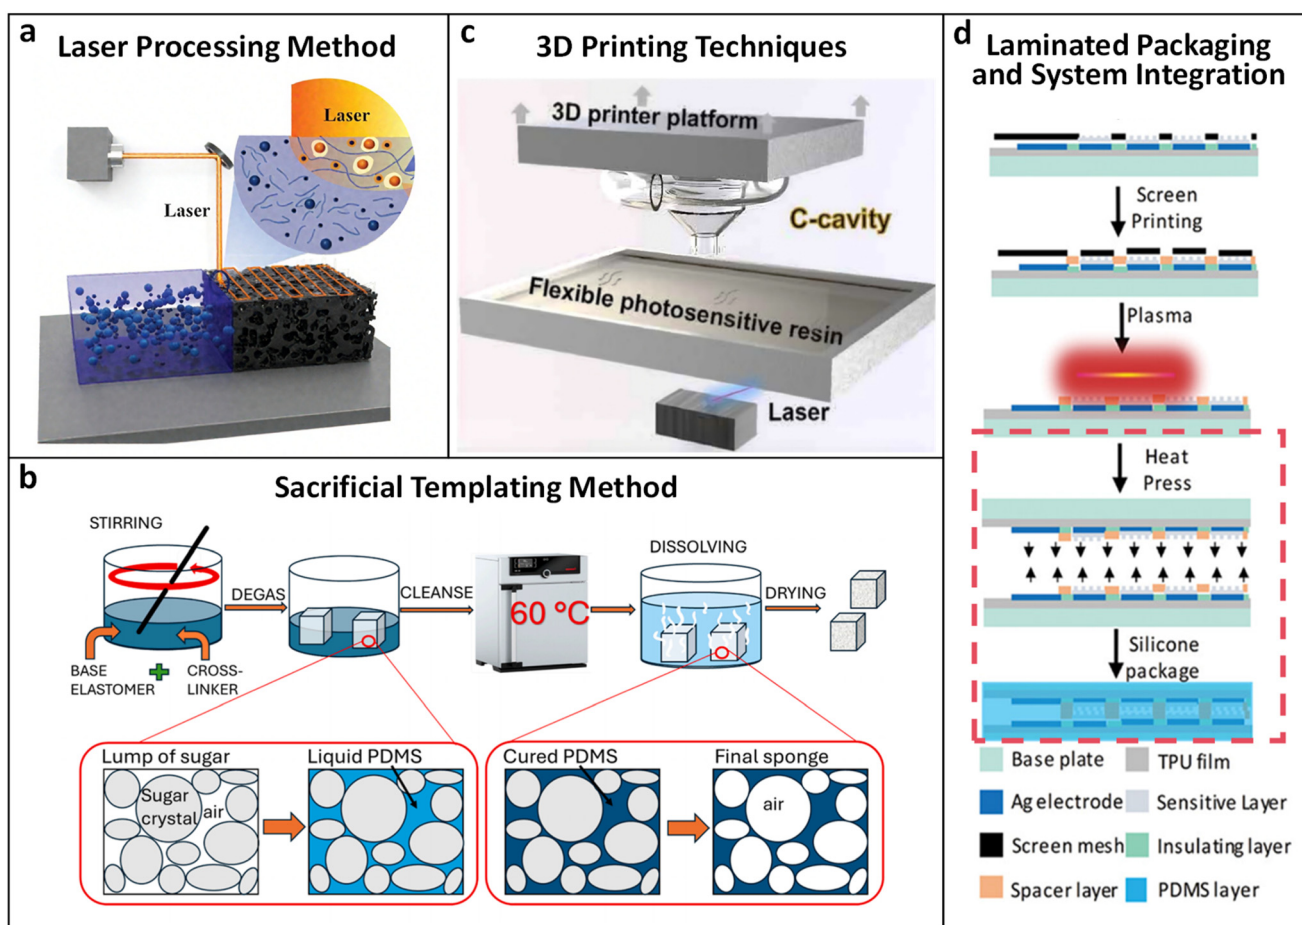 a
Laser Processing Method
Laser
Laser
c
3D Printing Techniques
3D printer platform
C-cavity
Flexible photosensitive resin
Laser
d
Laminated Packaging
and System Integration
Screen
Printing
Plasma
Heat
Press
Silicone
package
Base plate
TPU film
Ag electrode
Sensitive Layer
Screen mesh
Insulating layer
Spacer layer
PDMS layer
b
Sacrificial Templating Method
STIRRING
DEGAS
CLEANSE
60 °C
DISSOLVING
DRYING
BASE
ELASTOMER
CROSS-
LINKER
Lump of sugar
Sugar
crystal
air
Liquid PDMS
Cured PDMS
Final sponge
air